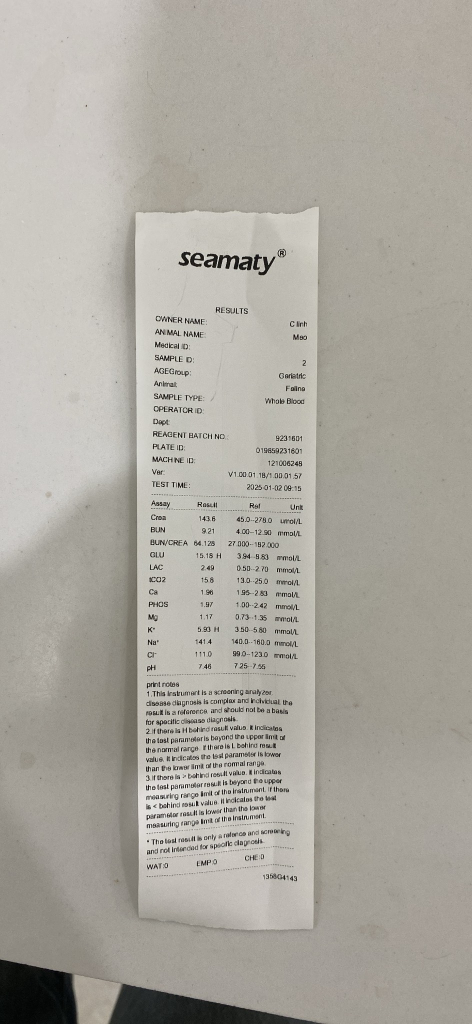 seamaty®
RESULTS
OWNER NAME: C linh
ANIMAL NAME: Meo
Medical ID:
SAMPLE ID: 2
AGEGroup: Geriatric
Animal: Feline
SAMPLE TYPE: Whole Blood
OPERATOR ID:
Dept:
REAGENT BATCH NO.: 9231601
PLATE ID: 019859231601
MACHINE ID: 121006248
Ver: V1.00.01.18/1.00.01.57
TEST TIME: 2025-01-02 09:15
Assay Result Ref Unit
Crea 143.6 45.0-278.0 umol/L
BUN 9.21 4.00-12.90 mmol/L
BUN/CREA 64.128 27.000-182.000
GLU 15.18 H 3.94-8.83 mmol/L
LAC 2.49 0.50-2.70 mmol/L
tCO2 15.8 13.0-25.0 mmol/L
Ca 1.96 1.95-2.83 mmol/L
PHOS 1.97 1.00-2.42 mmol/L
Mg 1.17 0.73-1.35 mmol/L
K+ 5.93 H 3.50-5.80 mmol/L
Na+ 141.4 140.0-160.0 mmol/L
Cl- 111.0 99.0-123.0 mmol/L
pH 7.46 7.25-7.55
print notes
1.This instrument is a screening analyzer,
disease diagnosis is complex and individual, the
result is a reference, and should not be a basis
for specific disease diagnosis.
2.If there is H behind result value, it indicates
the test parameter is beyond the upper limit of
the normal range. If there is L behind result
value, it indicates the test parameter is lower
than the lower limit of the normal range.
3.If there is > behind result value, it indicates
the test parameter result is beyond the upper
measuring range limit of the instrument, if there
is < behind result value, it indicates the test
parameter result is lower than the lower
measuring range limit of the instrument.
* The test result is only a refence and screening
and not intended for specific diagnosis.
WAT:0 EMP:0 CHE:0
1358G4143